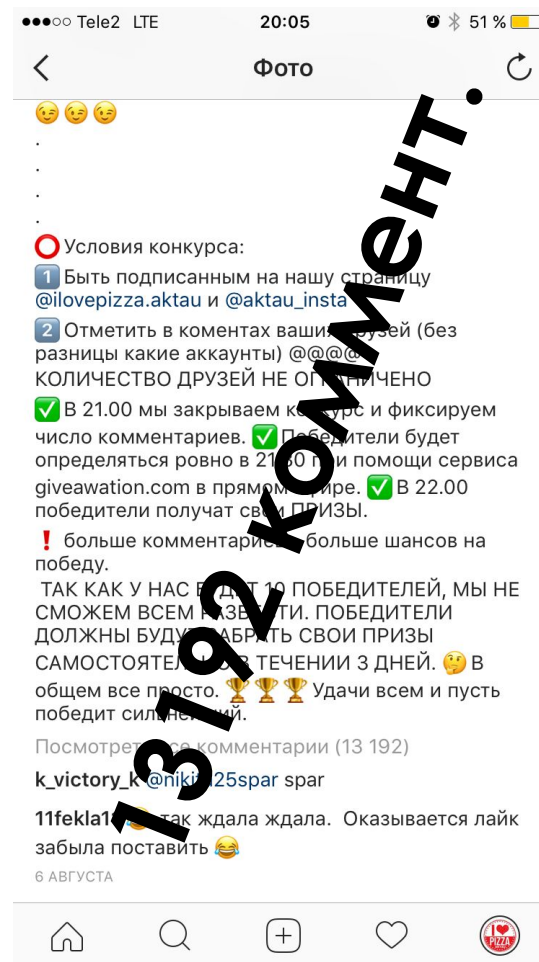 Tele2 LTE 20:05 51 %
Фото
Условия конкурса:
1 Быть подписанным на нашу страницу
@ilovepizza.aktau и @aktau_insta
2 Отметить в коментах ваших друзей (без
разницы какие аккаунты) @@@@
КОЛИЧЕСТВО ДРУЗЕЙ НЕ ОГРАНИЧЕНО
В 21.00 мы закрываем конкурс и фиксируем
число комментариев. Победители будет
определяться ровно в 21:30 при помощи сервиса
giveawation.com в прямом эфире. В 22.00
победители получат свои ПРИЗЫ.
больше комментариев больше шансов на
победу.
ТАК КАК У НАС БУДЕТ 10 ПОБЕДИТЕЛЕЙ, МЫ НЕ
СМОЖЕМ ВСЕМ РАЗВЕЗТИ. ПОБЕДИТЕЛИ
ДОЛЖНЫ БУДУТ ЗАБРАТЬ СВОИ ПРИЗЫ
САМОСТОЯТЕЛЬНО В ТЕЧЕНИИ 3 ДНЕЙ. В
общем все просто. Удачи всем и пусть
победит сильнейший.
Посмотреть все комментарии (13 192)
k_victory_k spar
так ждала ждала. Оказывается лайк
забыла поставить
6 АВГУСТА
I PIZZA
13192 коммент.